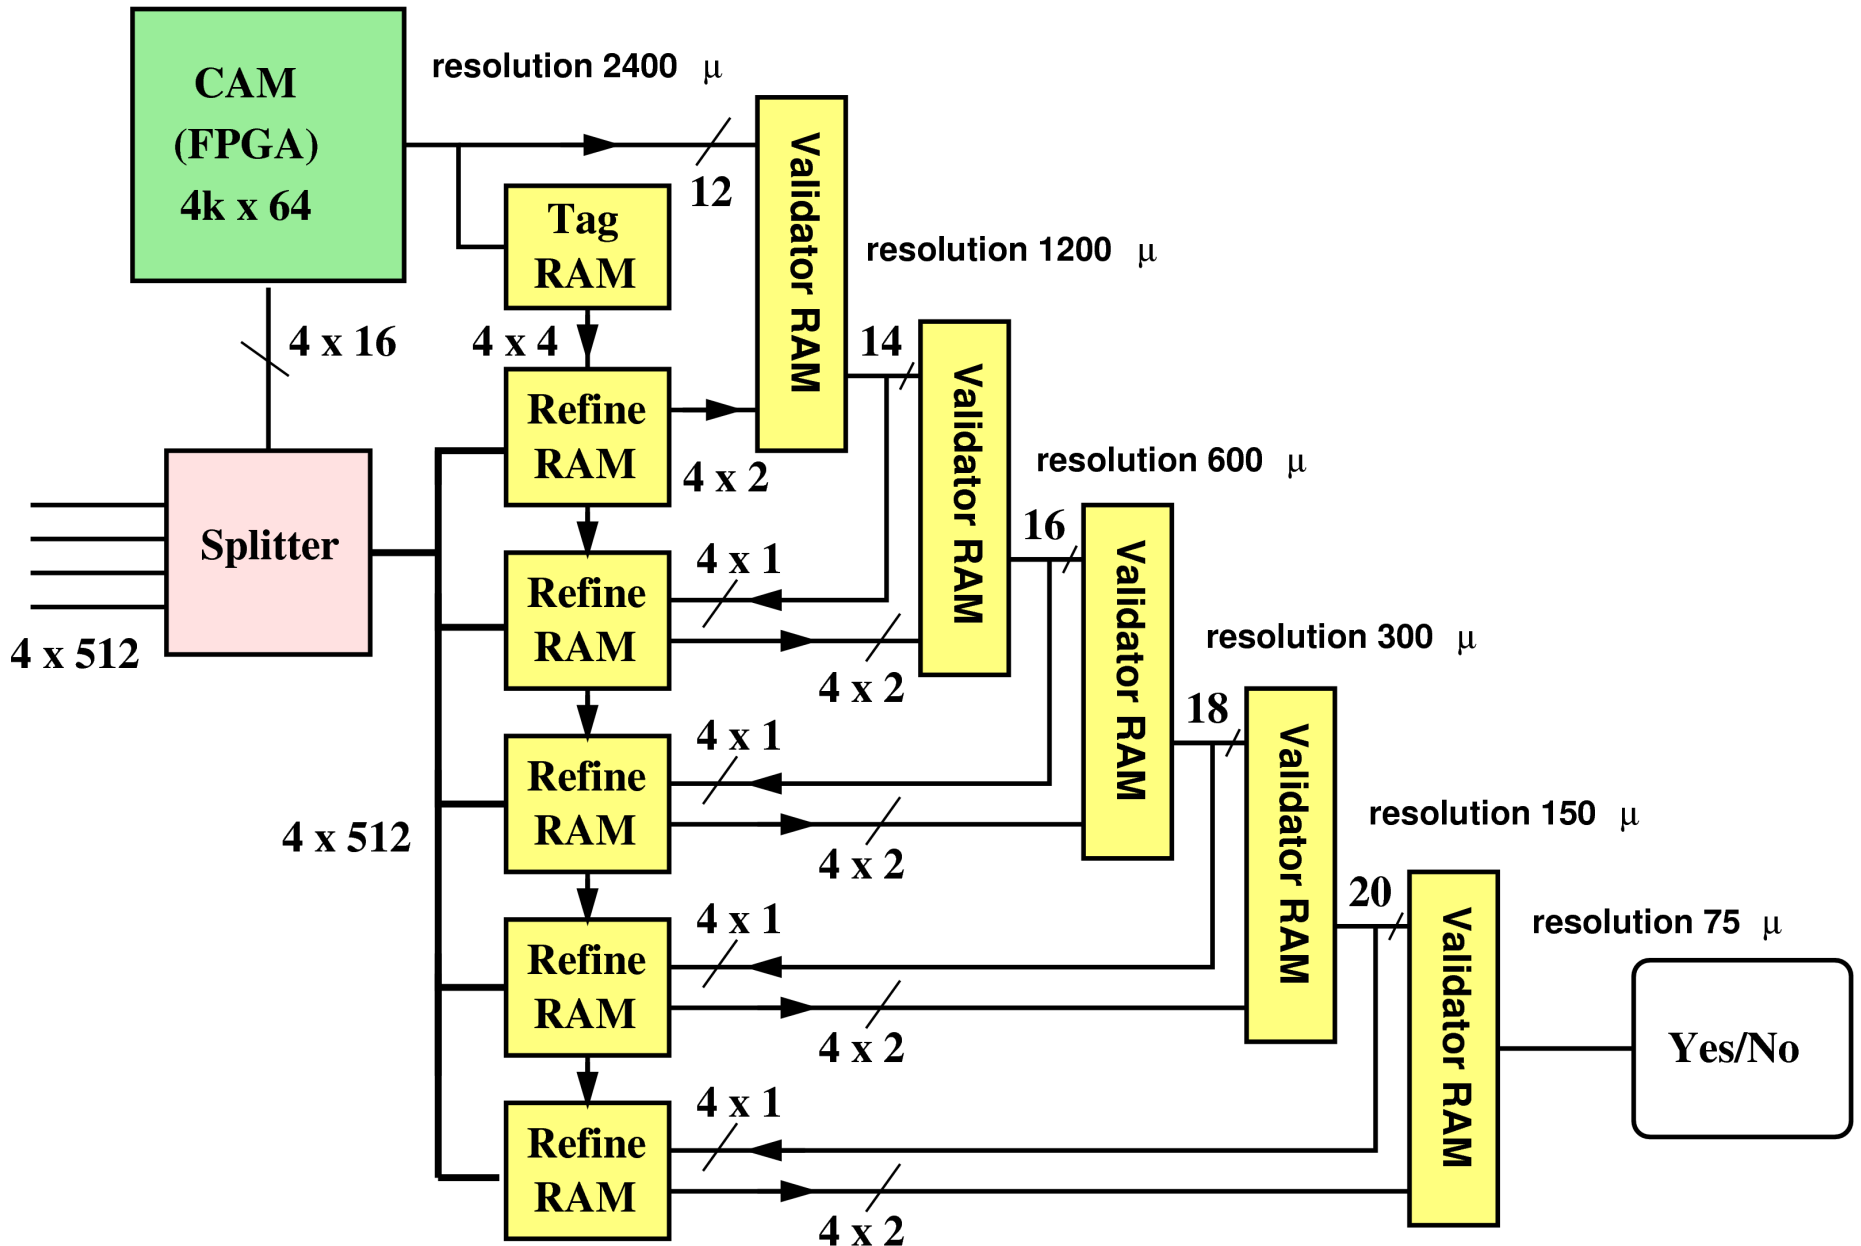 CAM
(FPGA)
4k x 64
resolution 2400 μ
12
Validator RAM
Tag
RAM
resolution 1200 μ
4 x 16
4 x 4
Refine
RAM
4 x 2
14
Validator RAM
resolution 600 μ
Splitter
4 x 512
4 x 512
Refine
RAM
4 x 1
4 x 2
16
Validator RAM
resolution 300 μ
Refine
RAM
4 x 1
4 x 2
18
Validator RAM
resolution 150 μ
Refine
RAM
4 x 1
4 x 2
20
Validator RAM
resolution 75 μ
Yes/No
Refine
RAM
4 x 1
4 x 2